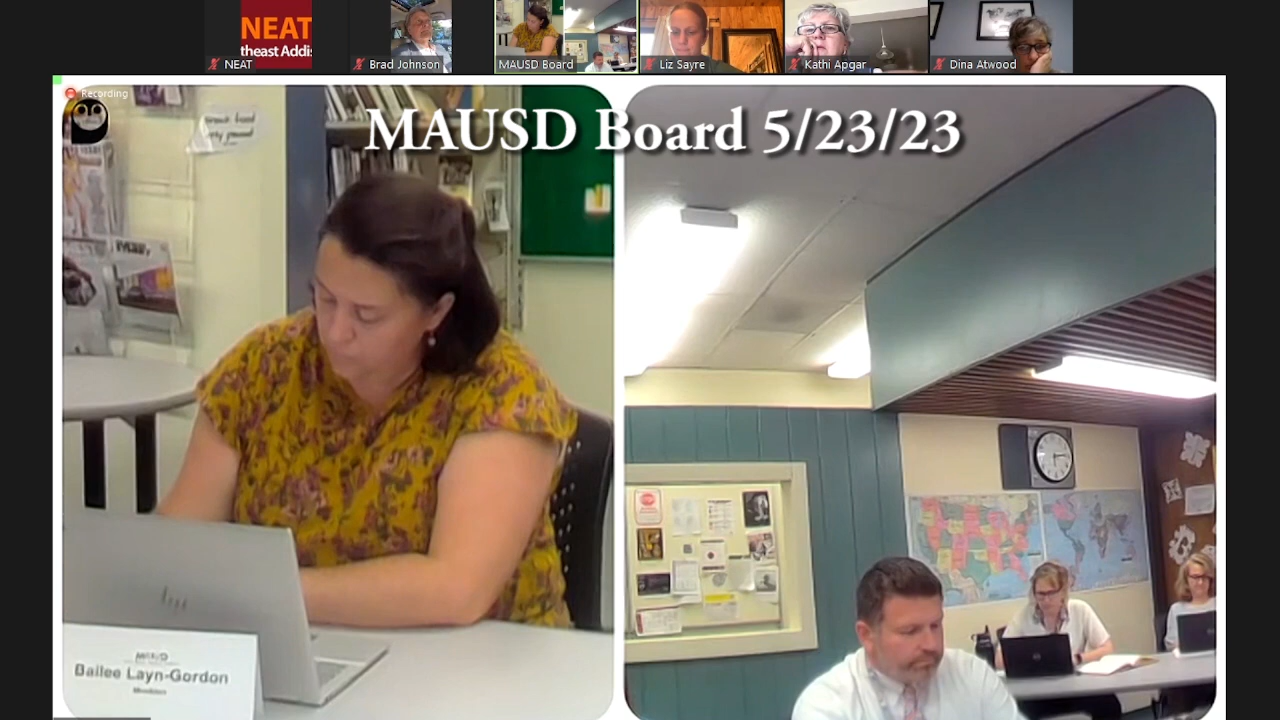 NEAT
theast Addis
NEAT
Brad Johnson
MAUSD Board
Liz Sayre
Kathi Apgar
Dina Atwood
Recording
MAUSD Board 5/23/23
MAUSD
Bailee Layn-Gordon